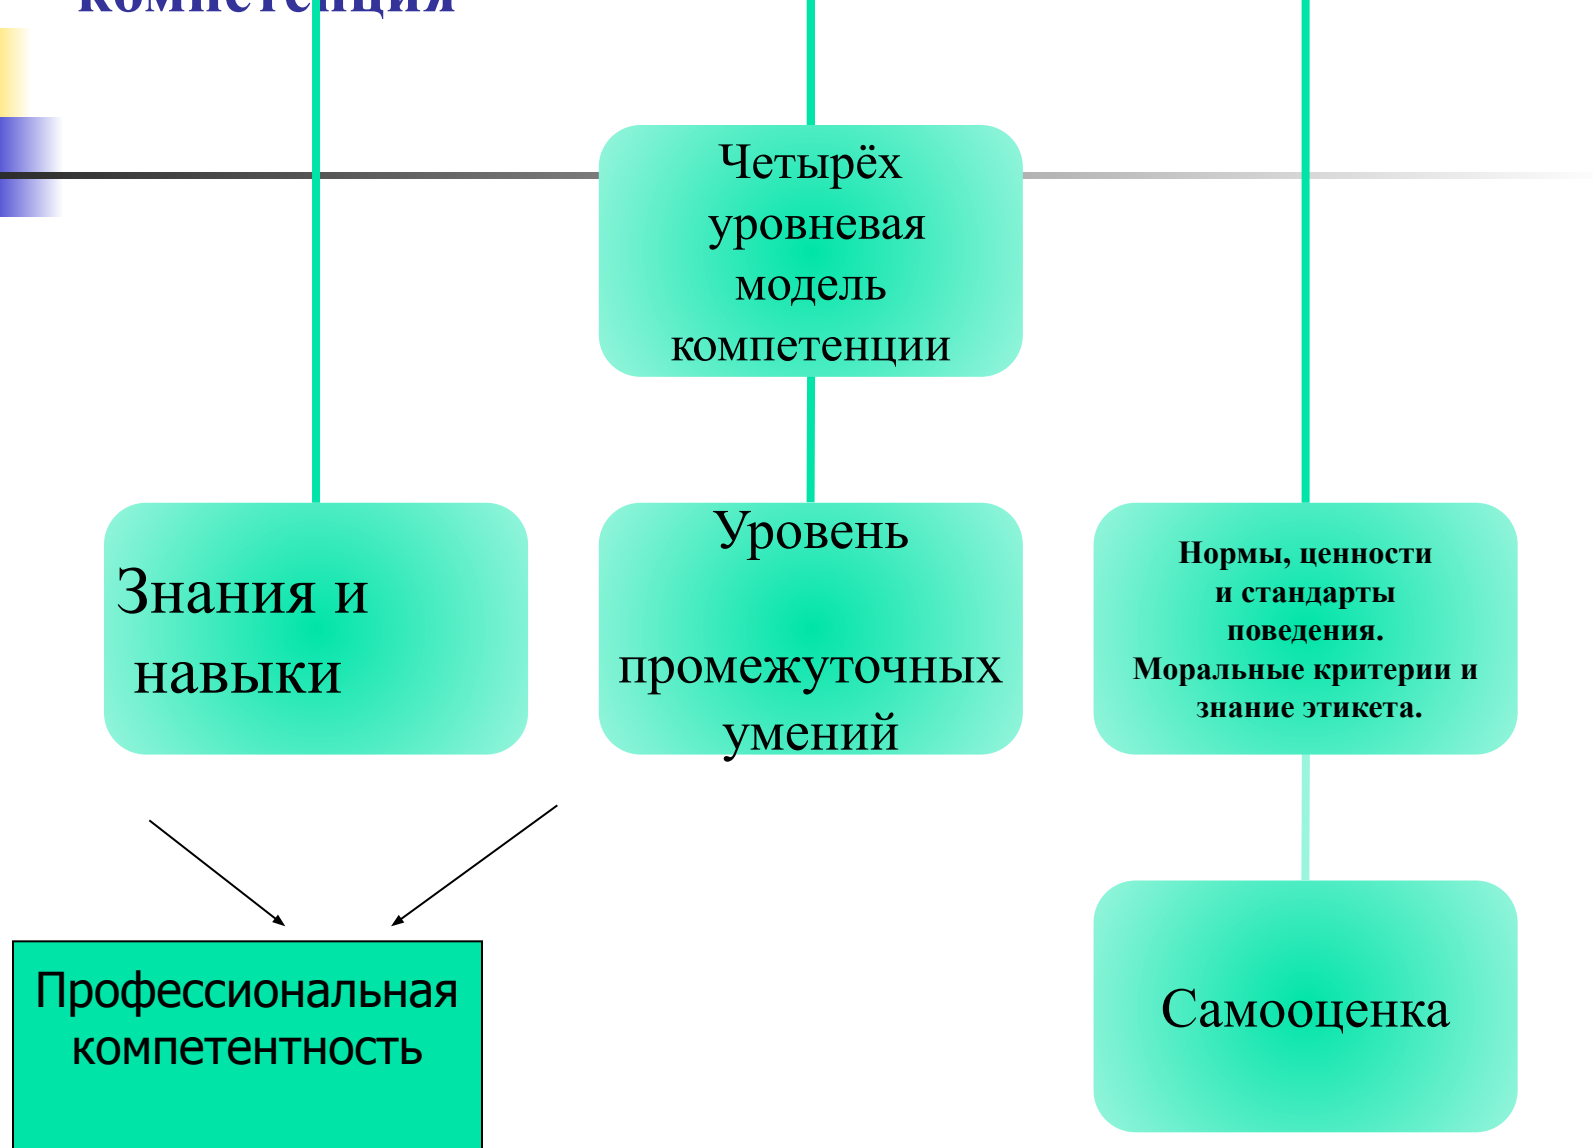 компетенция
Четырёх
уровневая
модель
компетенции
Знания и
навыки
Уровень
промежуточных
умений
Нормы, ценности
и стандарты
поведения.
Моральные критерии и
знание этикета.
Профессиональная
компетентность
Самооценка